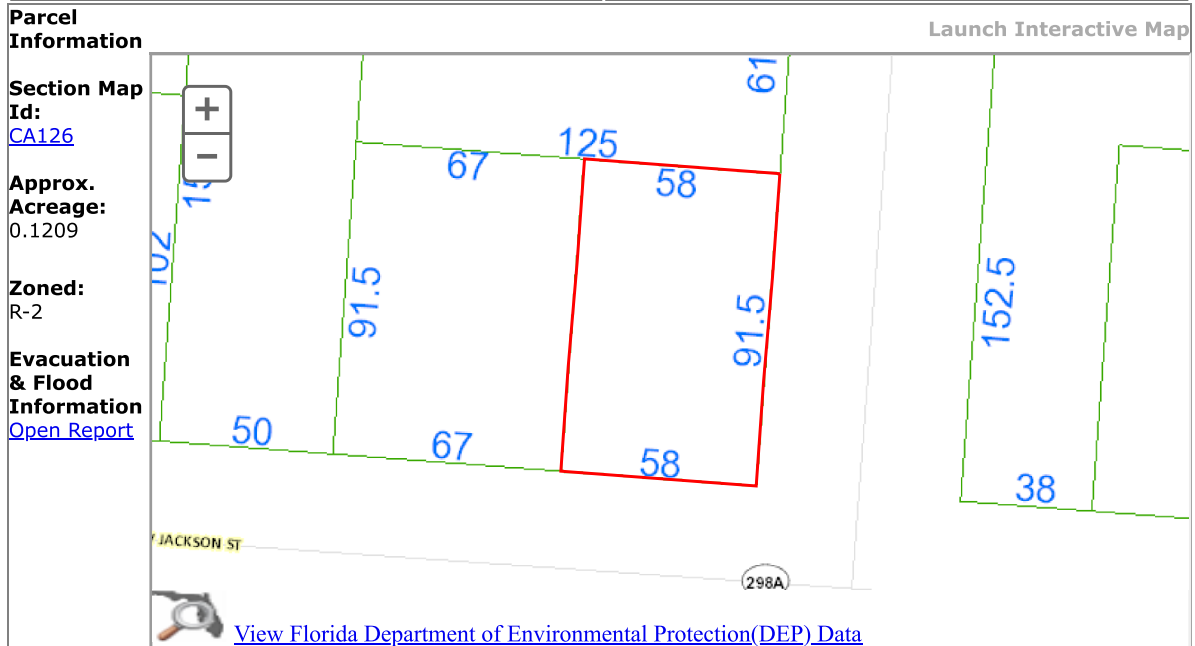 Parcel
Information
Launch Interactive Map
Section Map
Id:
CA126
Approx.
Acreage:
0.1209
Zoned:
R-2
Evacuation
& Flood
Information
Open Report
+
−
61
125
67
58
102
91.5
91.5
152.5
50
67
58
38
JACKSON ST
298A
View Florida Department of Environmental Protection(DEP) Data